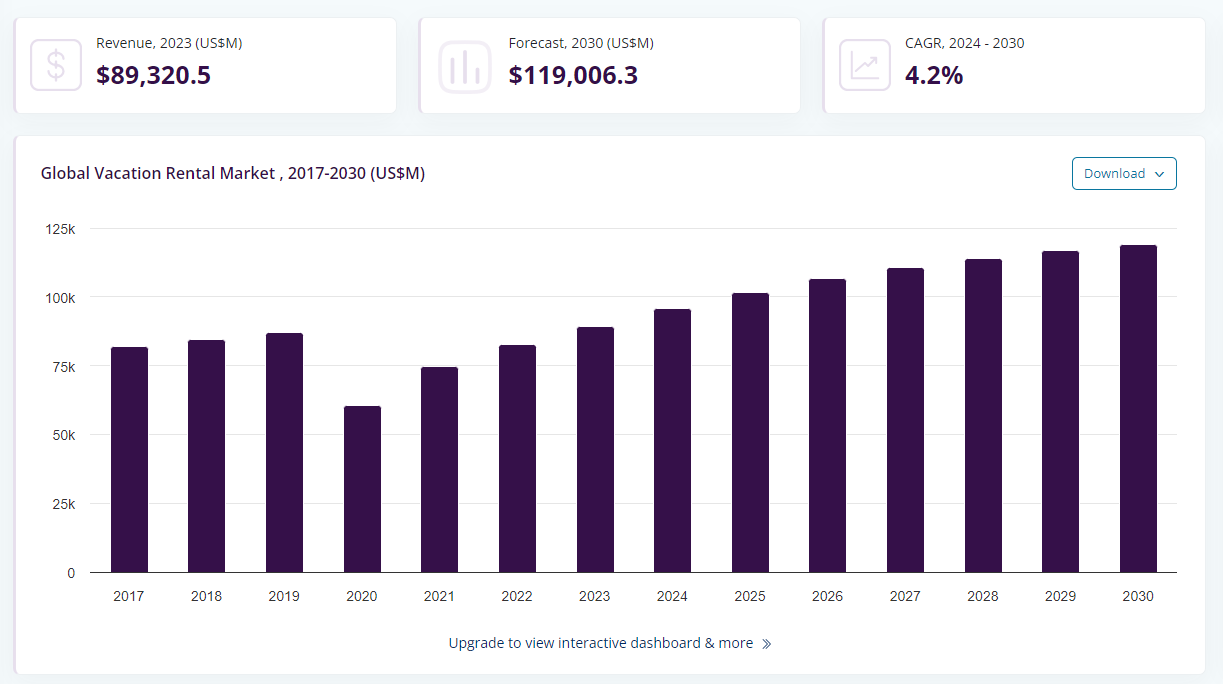 Revenue, 2023 (US$M)
$89,320.5
Forecast, 2030 (US$M)
$119,006.3
CAGR, 2024 - 2030
4.2%
Global Vacation Rental Market , 2017-2030 (US$M)
Download
125k
100k
75k
50k
25k
0
2017 2018 2019 2020 2021 2022 2023 2024 2025 2026 2027 2028 2029 2030
Upgrade to view interactive dashboard & more